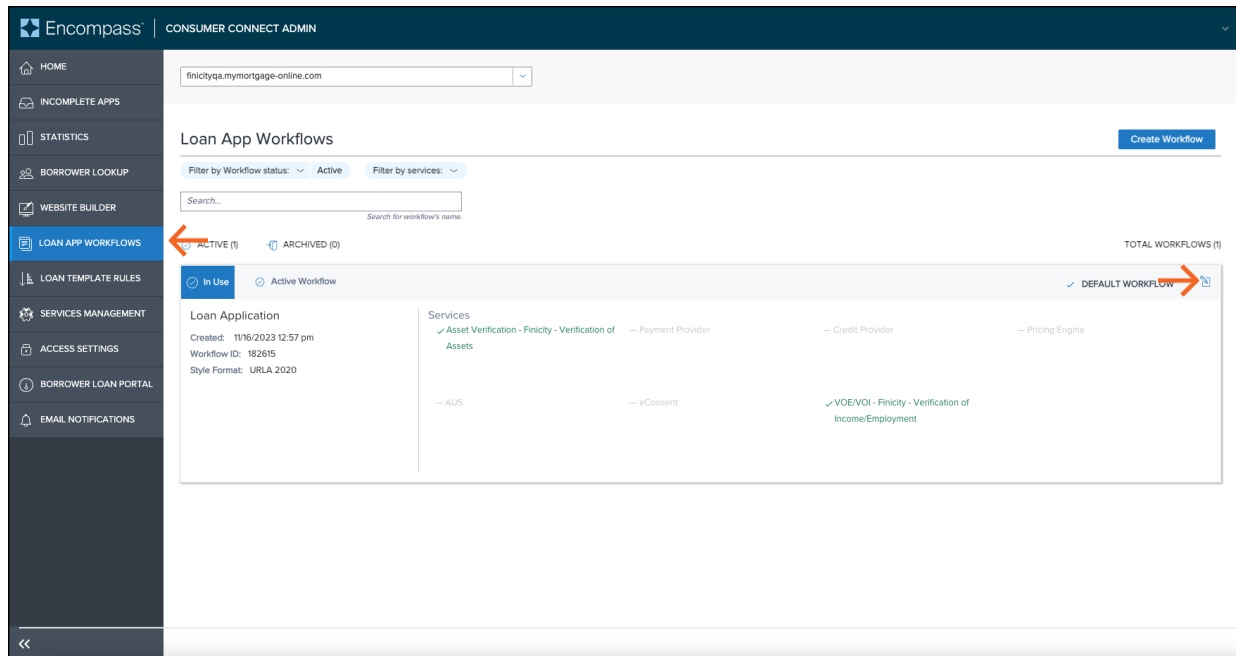 Encompass®
CONSUMER CONNECT ADMIN
HOME
INCOMPLETE APPS
STATISTICS
BORROWER LOOKUP
WEBSITE BUILDER
LOAN APP WORKFLOWS
LOAN TEMPLATE RULES
SERVICES MANAGEMENT
ACCESS SETTINGS
BORROWER LOAN PORTAL
EMAIL NOTIFICATIONS
finicityqa.mymortgage-online.com
Loan App Workflows
Create Workflow
Filter by Workflow status: Active Filter by services:
Search...
Search for workflow's name.
ACTIVE (1) ARCHIVED (0) TOTAL WORKFLOWS (1)
In Use Active Workflow DEFAULT WORKFLOW
Loan Application
Created: 11/16/2023 12:57 pm
Workflow ID: 182615
Style Format: URLA 2020
Services
Asset Verification - Finicity - Verification of
Assets
— Payment Provider
— Credit Provider
— Pricing Engine
— AUS
— eConsent
VOE/VOI - Finicity - Verification of
Income/Employment